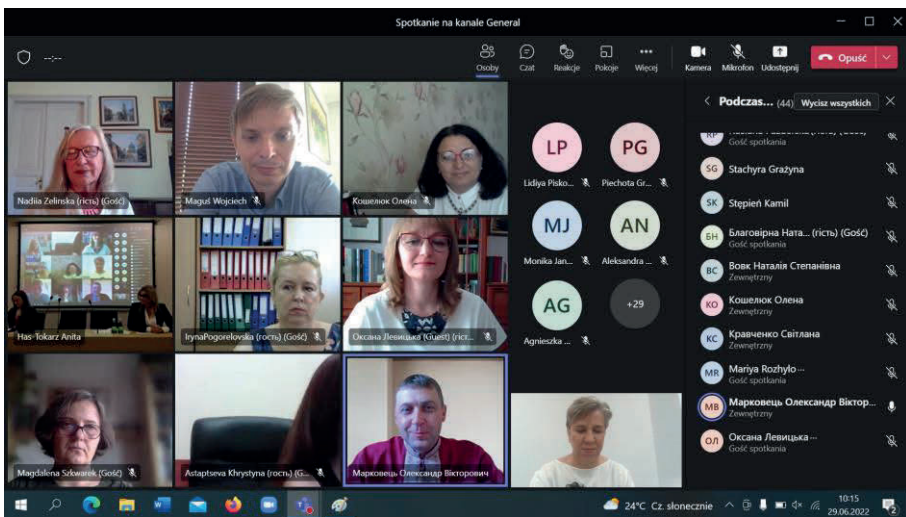 Spotkanie na kanale General
--:--
Osoby
Czat
Reakcje
Pokoje
Więcej
Kamera
Mikrofon
Udostępnij
Opuść
Nadiia Zelinska (гість) (Gość)
Maguś Wojciech
Кошелюк Олена
Has-Tokarz Anita
IrynaPogorelovska (гость) (Gość)
Оксана Левицька (Guest) (гіст...
Magdalena Szkwarek (Gość)
Astaptseva Khrystyna (гость) (G...
Марковець Олександр Вікторович
LP
Lidiya Pisko...
PG
Piechota Gr...
MJ
Monika Jan...
AN
Aleksandra ...
AG
Agnieszka ...
+29
Podczas... (44)
Wycisz wszystkich
Gość spotkania
SG
Stachyra Grażyna
SK
Stępień Kamil
БН
Благовірна Ната... (гість) (Gość)
Gość spotkania
ВС
Вовк Наталія Степанівна
Zewnętrzny
КО
Кошелюк Олена
Zewnętrzny
КС
Кравченко Світлана
Zewnętrzny
MR
Mariya Rozhylo ...
Gość spotkania
МВ
Марковець Олександр Віктор...
Zewnętrzny
ОЛ
Оксана Левицька ...
Gość spotkania
24°C Cz. słonecznie
10:15
29.06.2022
2